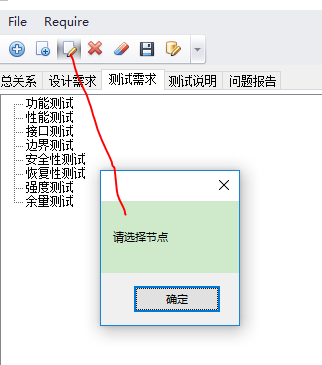 File Require
总关系 设计需求 测试需求 测试说明 问题报告
功能测试
性能测试
接口测试
边界测试
安全性测试
恢复性测试
强度测试
余量测试
请选择节点
确定